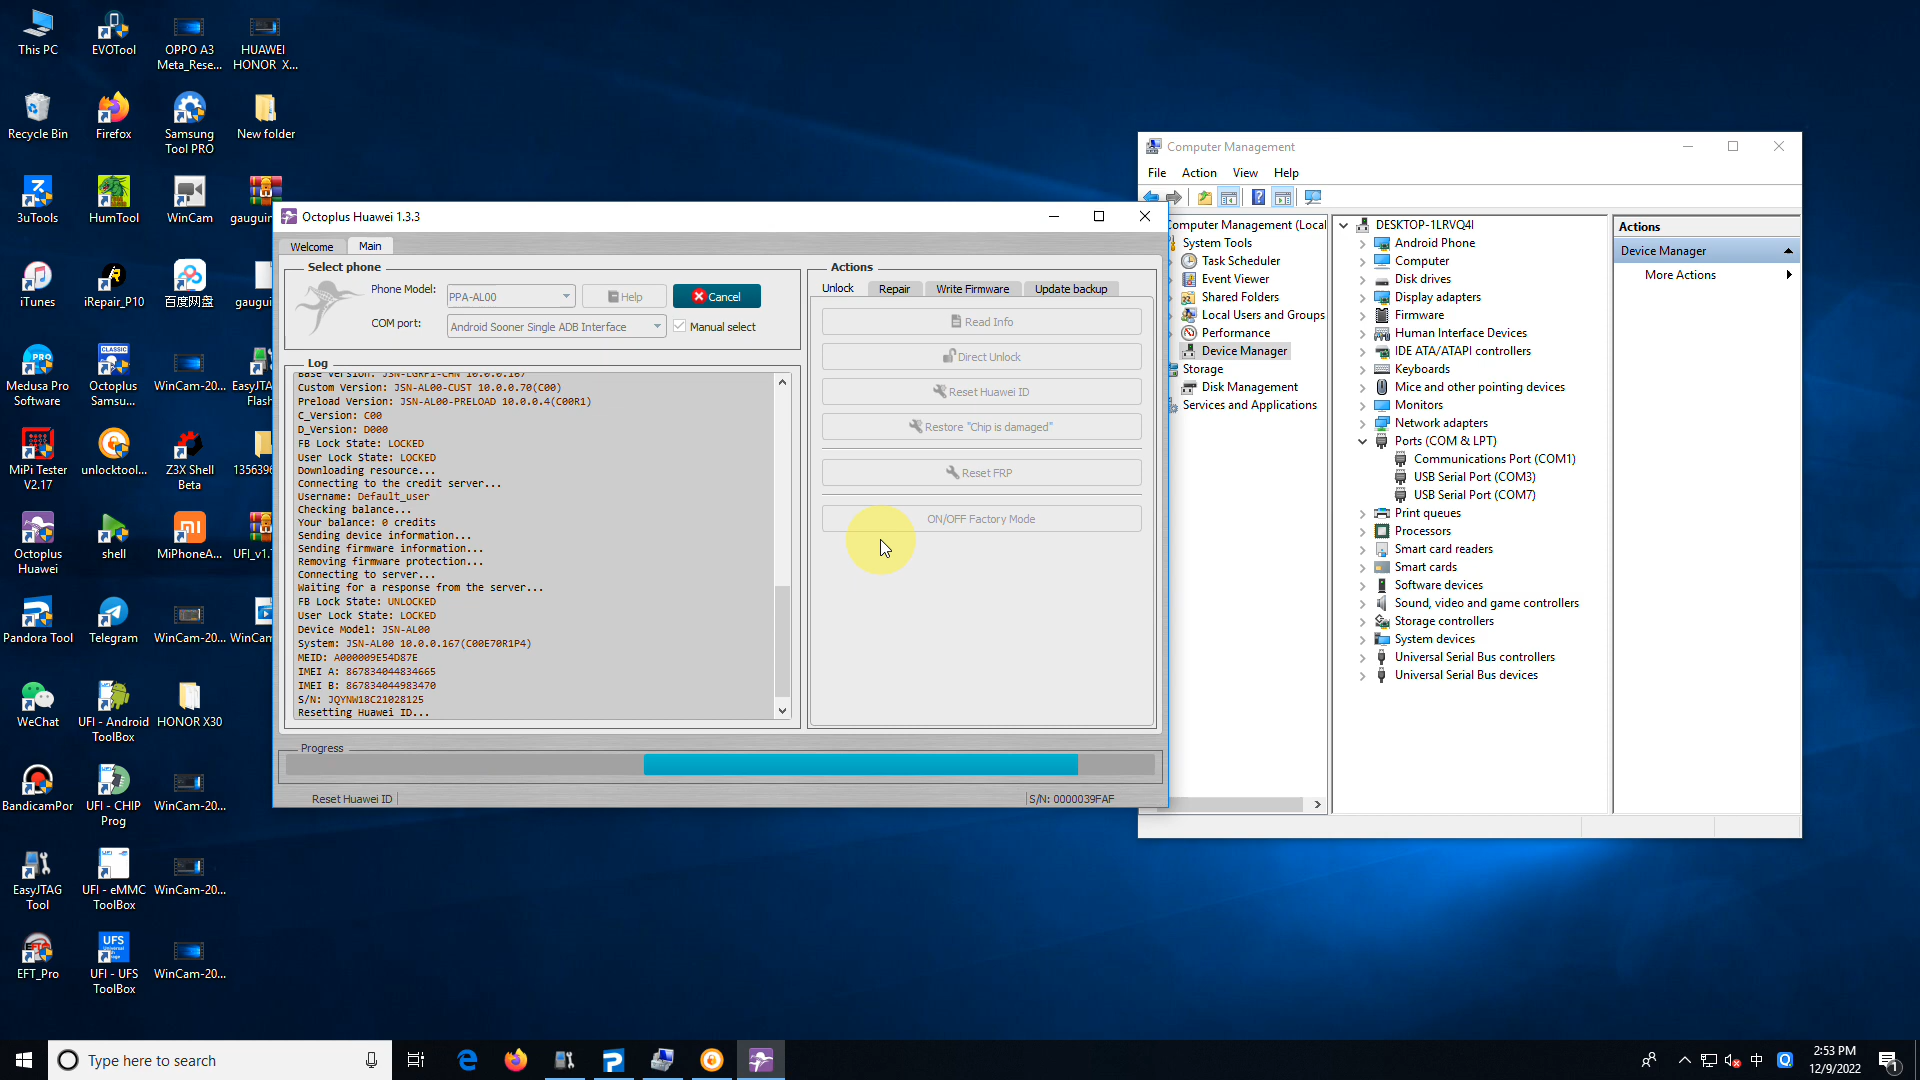 This PC
EVOTool
OPPO A3
Meta_Rese...
HUAWEI
HONOR X...
Recycle Bin
Firefox
Samsung
Tool PRO
New folder
3uTools
HumTool
WinCam
gauguin
iTunes
iRepair_P10
百度网盘
gaugui
Medusa Pro
Software
Octoplus
Samsu...
WinCam-20...
EasyJTAG
Flash
MiPi Tester
V2.17
unlocktool...
Z3X Shell
Beta
1356396
Octoplus
Huawei
shell
MiPhoneA...
UFI_v1.
Pandora Tool
Telegram
WinCam-20...
WinCam
WeChat
UFI - Android
ToolBox
HONOR X30
BandicamPor
UFI - CHIP
Prog
WinCam-20...
EasyJTAG
Tool
UFI - eMMC
ToolBox
WinCam-20...
EFT_Pro
UFI - UFS
ToolBox
WinCam-20...
Octoplus Huawei 1.3.3
Welcome
Main
Select phone
Phone Model:
PPA-AL00
Help
Cancel
COM port:
Android Sooner Single ADB Interface
Manual select
Log
Base Version: JSN-LGRP1-CHN 10.0.0.167
Custom Version: JSN-AL00-CUST 10.0.0.70(C00)
Preload Version: JSN-AL00-PRELOAD 10.0.0.4(C00R1)
C_Version: C00
D_Version: D000
FB Lock State: LOCKED
User Lock State: LOCKED
Downloading resource...
Connecting to the credit server...
Username: Default_user
Checking balance...
Your balance: 0 credits
Sending device information...
Sending firmware information...
Removing firmware protection...
Connecting to server...
Waiting for a response from the server...
FB Lock State: UNLOCKED
User Lock State: LOCKED
Device Model: JSN-AL00
System: JSN-AL00 10.0.0.167(C00E70R1P4)
MEID: A000009E54D87E
IMEI A: 867834044834665
IMEI B: 867834044983470
S/N: JQYNW18C21028125
Resetting Huawei ID...
Actions
Unlock
Repair
Write Firmware
Update backup
Read Info
Direct Unlock
Reset Huawei ID
Restore "Chip is damaged"
Reset FRP
ON/OFF Factory Mode
Progress
Reset Huawei ID
S/N: 0000039FAF
Computer Management
File
Action
View
Help
Computer Management (Local
System Tools
Task Scheduler
Event Viewer
Shared Folders
Local Users and Groups
Performance
Device Manager
Storage
Disk Management
Services and Applications
DESKTOP-1LRVQ4I
Android Phone
Computer
Disk drives
Display adapters
Firmware
Human Interface Devices
IDE ATA/ATAPI controllers
Keyboards
Mice and other pointing devices
Monitors
Network adapters
Ports (COM & LPT)
Communications Port (COM1)
USB Serial Port (COM3)
USB Serial Port (COM7)
Print queues
Processors
Smart card readers
Smart cards
Software devices
Sound, video and game controllers
Storage controllers
System devices
Universal Serial Bus controllers
Universal Serial Bus devices
Actions
Device Manager
More Actions
Type here to search
中
2:53 PM
12/9/2022
1